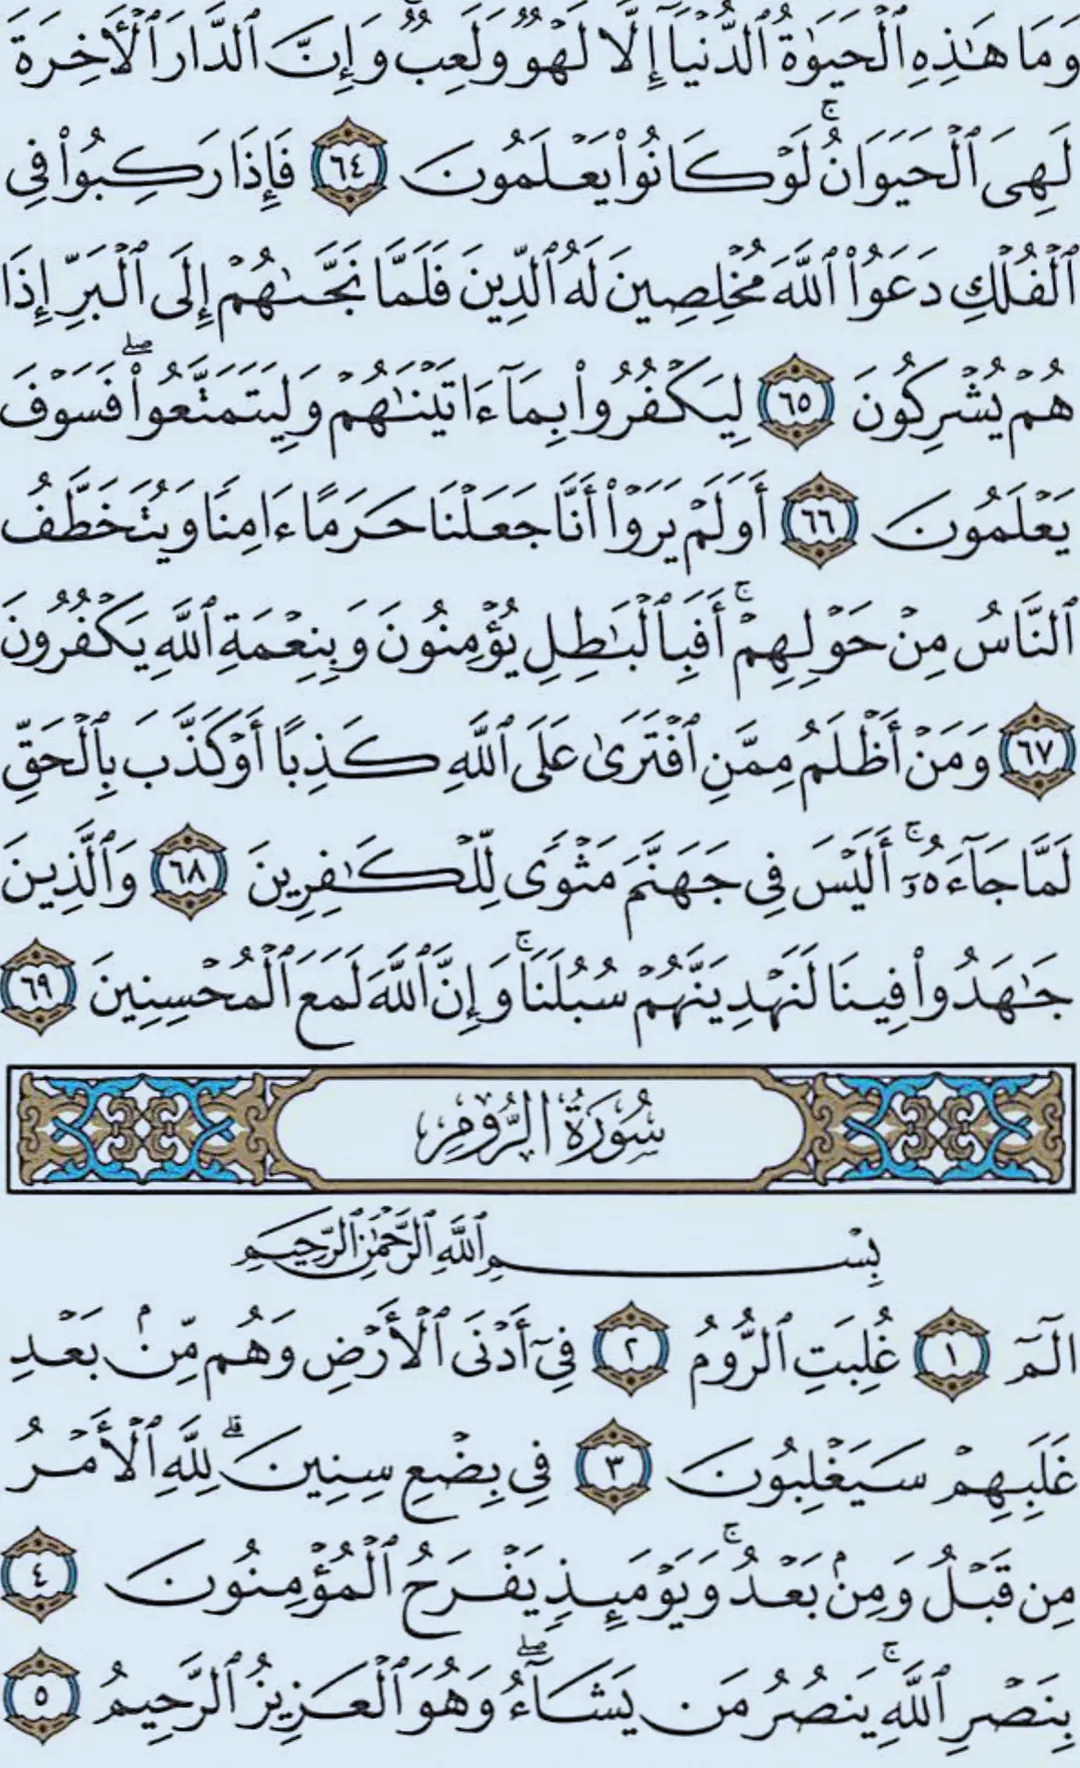 وَمَا هَٰذِهِ ٱلْحَيَوٰةُ ٱلدُّنْيَآ إِلَّا لَهْوٌ وَلَعِبٌ ۚ وَإِنَّ ٱلدَّارَ ٱلْأَخِرَةَ
لَهِىَ ٱلْحَيَوَانُ ۚ لَوْ كَانُوا۟ يَعْلَمُونَ ٦٤ فَإِذَا رَكِبُوا۟ فِى
ٱلْفُلْكِ دَعَوُا۟ ٱللَّهَ مُخْلِصِينَ لَهُ ٱلدِّينَ فَلَمَّا نَجَّىٰهُمْ إِلَى ٱلْبَرِّ إِذَا
هُمْ يُشْرِكُونَ ٦٥ لِيَكْفُرُوا۟ بِمَآ ءَاتَيْنَٰهُمْ وَلِيَتَمَتَّعُوا۟ ۖ فَسَوْفَ
يَعْلَمُونَ ٦٦ أَوَلَمْ يَرَوْا۟ أَنَّا جَعَلْنَا حَرَمًا ءَامِنًا وَيُتَخَطَّفُ
ٱلنَّاسُ مِنْ حَوْلِهِمْ ۚ أَفَبِٱلْبَٰطِلِ يُؤْمِنُونَ وَبِنِعْمَةِ ٱللَّهِ يَكْفُرُونَ
٦٧ وَمَنْ أَظْلَمُ مِمَّنِ ٱفْتَرَىٰ عَلَى ٱللَّهِ كَذِبًا أَوْ كَذَّبَ بِٱلْحَقِّ
لَمَّا جَآءَهُۥٓ ۚ أَلَيْسَ فِى جَهَنَّمَ مَثْوًى لِّلْكَٰفِرِينَ ٦٨ وَٱلَّذِينَ
جَٰهَدُوا۟ فِينَا لَنَهْدِيَنَّهُمْ سُبُلَنَا ۚ وَإِنَّ ٱللَّهَ لَمَعَ ٱلْمُحْسِنِينَ ٦٩
سُورَةُ الرُّومِ
بِسْمِ ٱللَّهِ ٱلرَّحْمَٰنِ ٱلرَّحِيمِ
الٓمٓ ١ غُلِبَتِ ٱلرُّومُ ٢ فِىٓ أَدْنَى ٱلْأَرْضِ وَهُم مِّنۢ بَعْدِ
غَلَبِهِمْ سَيَغْلِبُونَ ٣ فِى بِضْعِ سِنِينَ ۗ لِلَّهِ ٱلْأَمْرُ
مِن قَبْلُ وَمِنۢ بَعْدُ ۚ وَيَوْمَئِذٍ يَفْرَحُ ٱلْمُؤْمِنُونَ ٤
بِنَصْرِ ٱللَّهِ ۚ يَنصُرُ مَن يَشَآءُ ۖ وَهُوَ ٱلْعَزِيزُ ٱلرَّحِيمُ ٥